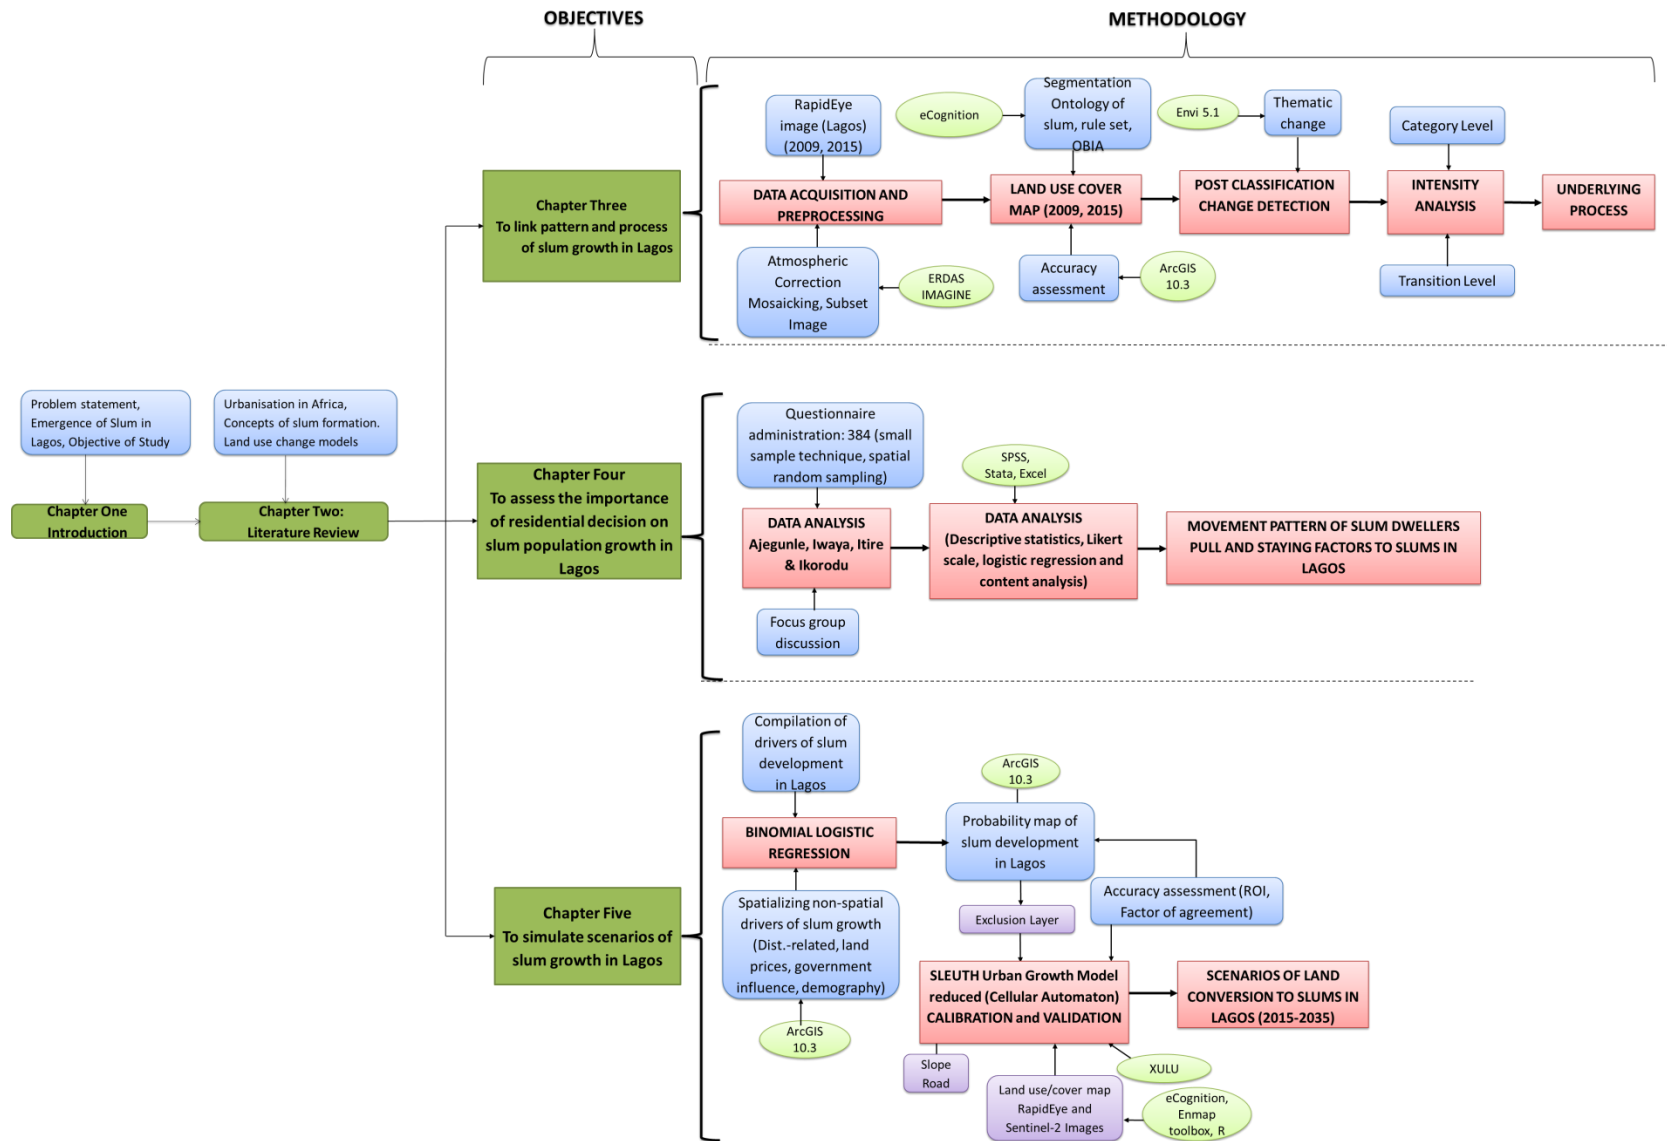 OBJECTIVES
METHODOLOGY
RapidEye
image (Lagos)
(2009, 2015)
eCognition
Segmentation
Ontology of
slum, rule set,
OBIA
Envi 5.1
Thematic
change
Category Level
Chapter Three
To link pattern and process
of slum growth in Lagos
DATA ACQUISITION AND
PREPROCESSING
LAND USE COVER
MAP (2009, 2015)
POST CLASSIFICATION
CHANGE DETECTION
INTENSITY
ANALYSIS
UNDERLYING
PROCESS
Atmospheric
Correction
Mosaicking, Subset
Image
ERDAS
IMAGINE
Accuracy
assessment
ArcGIS
10.3
Transition Level
Problem statement,
Emergence of Slum in
Lagos, Objective of Study
Urbanisation in Africa,
Concepts of slum formation.
Land use change models
Chapter One
Introduction
Chapter Two:
Literature Review
Chapter Four
To assess the importance
of residential decision on
slum population growth in
Lagos
Questionnaire
administration: 384 (small
sample technique, spatial
random sampling)
SPSS,
Stata, Excel
DATA ANALYSIS
Ajegunle, Iwaya, Itire
& Ikorodu
DATA ANALYSIS
(Descriptive statistics, Likert
scale, logistic regression and
content analysis)
MOVEMENT PATTERN OF SLUM DWELLERS
PULL AND STAYING FACTORS TO SLUMS IN
LAGOS
Focus group
discussion
Compilation of
drivers of slum
development
in Lagos
ArcGIS
10.3
BINOMIAL LOGISTIC
REGRESSION
Probability map of
slum development
in Lagos
Chapter Five
To simulate scenarios of
slum growth in Lagos
Spatializing non-spatial
drivers of slum growth
(Dist.-related, land
prices, government
influence, demography)
Exclusion Layer
Accuracy assessment (ROI,
Factor of agreement)
SLEUTH Urban Growth Model
reduced (Cellular Automaton)
CALIBRATION and VALIDATION
SCENARIOS OF LAND
CONVERSION TO SLUMS IN
LAGOS (2015-2035)
ArcGIS
10.3
Slope
Road
XULU
Land use/cover map
RapidEye and
Sentinel-2 Images
eCognition,
Enmap
toolbox, R